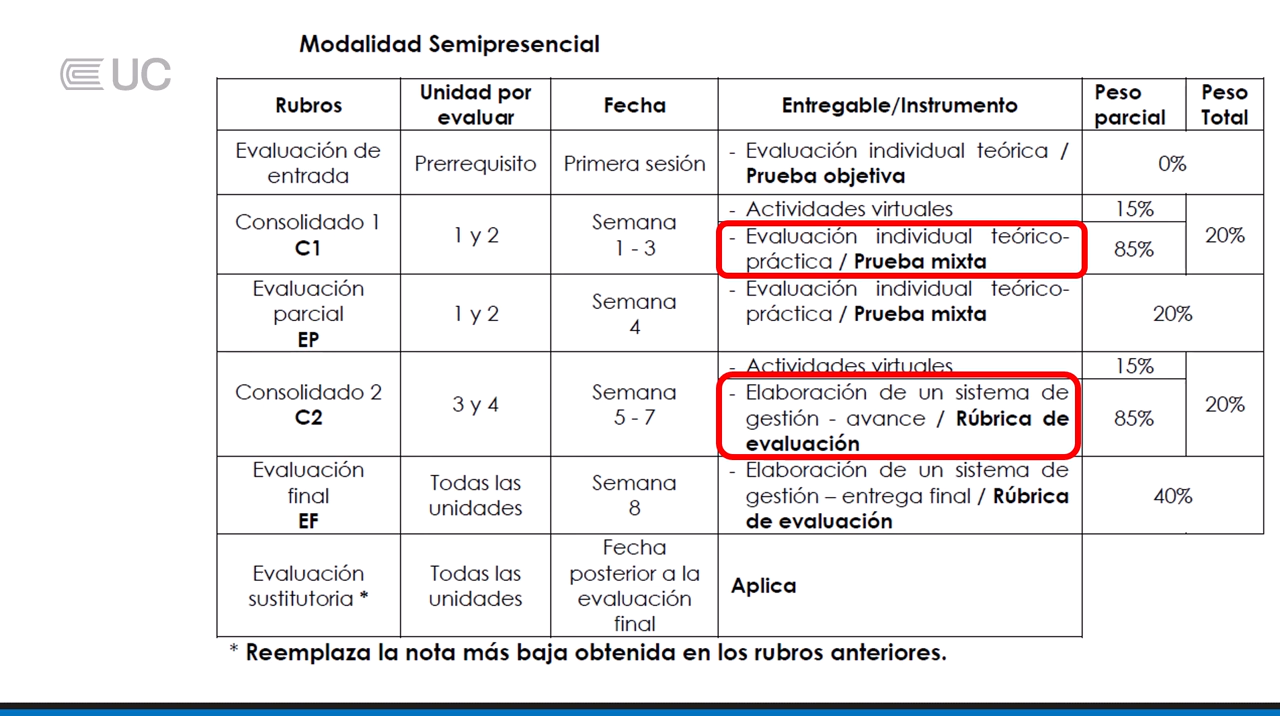 Modalidad Semipresencial
UC
Rubros
Unidad por
evaluar
Fecha
Entregable/Instrumento
Peso
parcial
Peso
Total
Evaluación de
entrada
Prerrequisito
Primera sesión
- Evaluación individual teórica /
Prueba objetiva
0%
Consolidado 1
C1
1 y 2
Semana
1 - 3
- Actividades virtuales
15%
- Evaluación individual teórico-
práctica / Prueba mixta
85%
20%
Evaluación
parcial
EP
1 y 2
Semana
4
- Evaluación individual teórico-
práctica / Prueba mixta
20%
Consolidado 2
C2
3 y 4
Semana
5 - 7
- Actividades virtuales
15%
- Elaboración de un sistema de
gestión - avance / Rúbrica de
evaluación
85%
20%
Evaluación
final
EF
Todas las
unidades
Semana
8
- Elaboración de un sistema de
gestión – entrega final / Rúbrica
de evaluación
40%
Evaluación
sustitutoria *
Todas las
unidades
Fecha
posterior a la
evaluación
final
Aplica
* Reemplaza la nota más baja obtenida en los rubros anteriores.